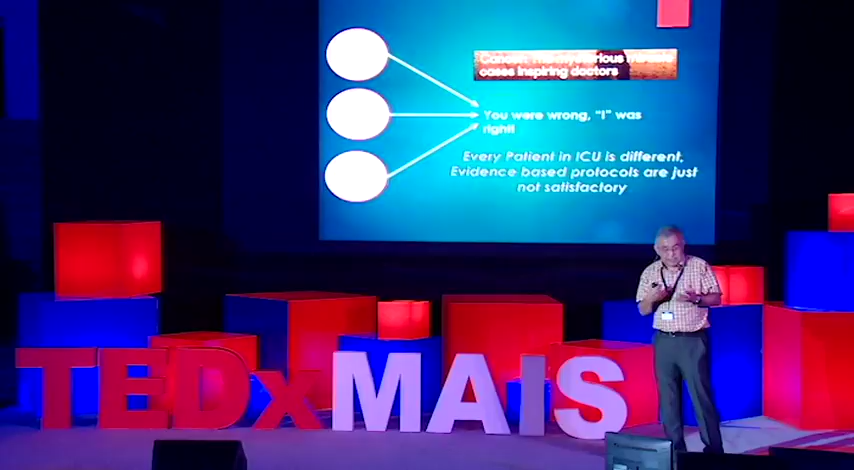 cases inspiring doctors
You were wrong, "I" was
right!
Every Patient in ICU is different,
Evidence based protocols are just
not satisfactory
TEDxMAIS